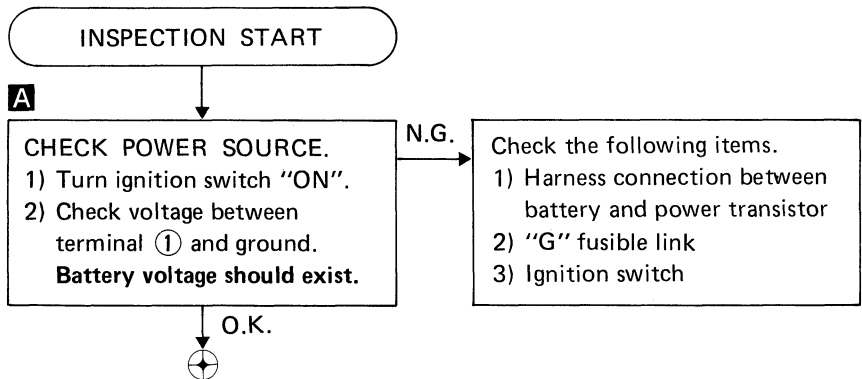 INSPECTION START
A
CHECK POWER SOURCE.
1) Turn ignition switch "ON".
2) Check voltage between
terminal ① and ground.
Battery voltage should exist.
N.G.
Check the following items.
1) Harness connection between
battery and power transistor
2) "G" fusible link
3) Ignition switch
O.K.